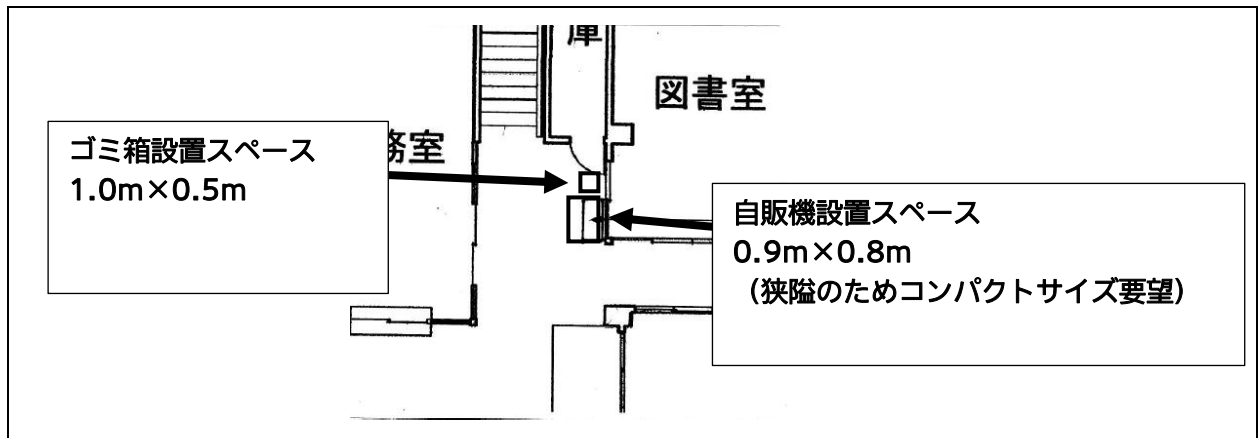 庫
図書室
務室
ゴミ箱設置スペース
1.0m×0.5m
自販機設置スペース
0.9m×0.8m
（狭隘のためコンパクトサイズ要望）